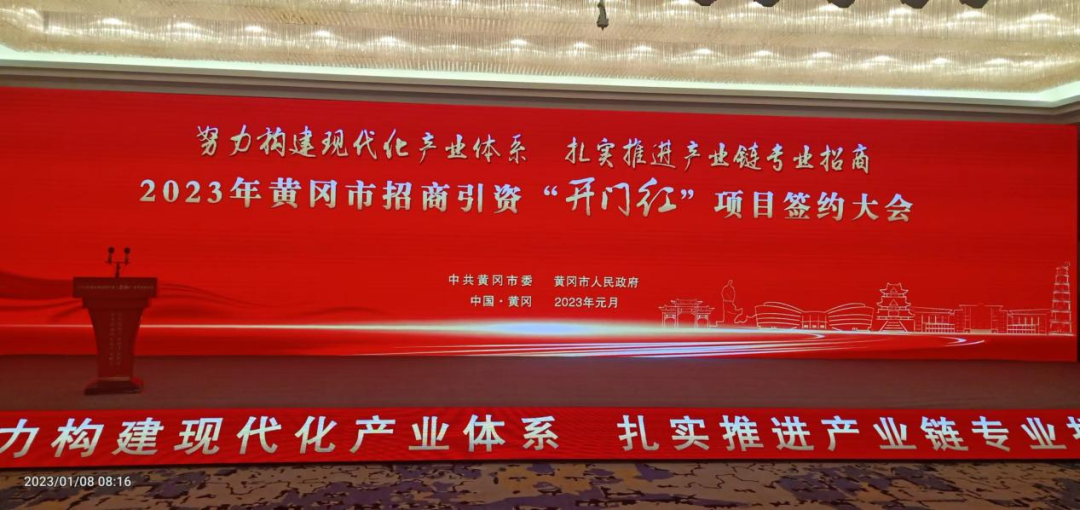 努力构建现代化产业体系 扎实推进产业链专业招商
2023年黄冈市招商引资“开门红”项目签约大会
中共黄冈市委 黄冈市人民政府
中国·黄冈 2023年元月
力构建现代化产业体系 扎实推进产业链专业招
2023/01/08 08:16